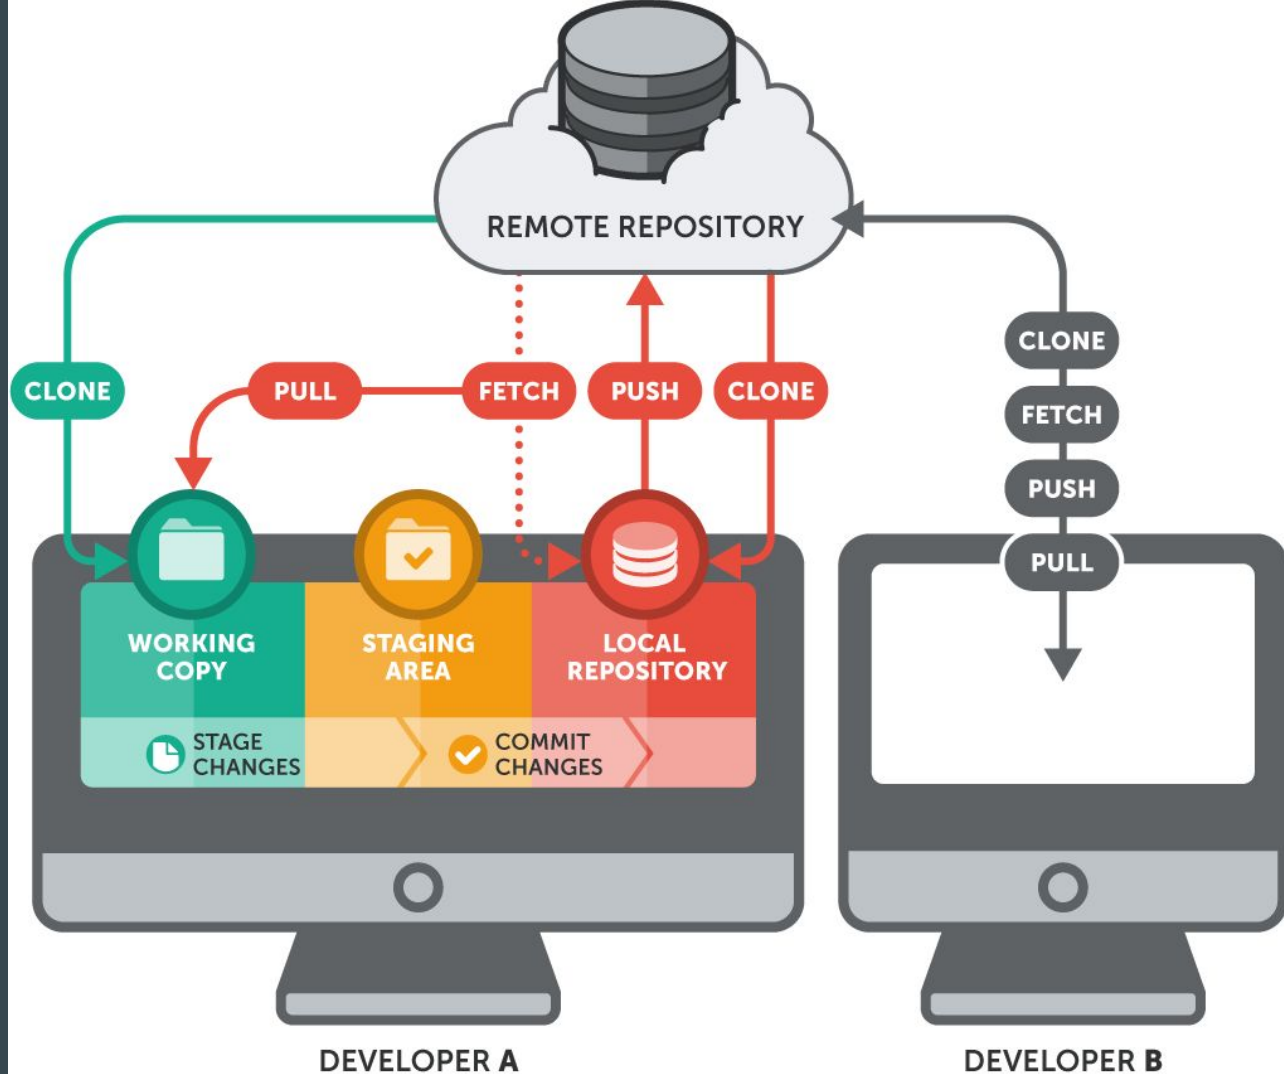 REMOTE REPOSITORY
CLONE
PULL
FETCH
PUSH
CLONE
CLONE
FETCH
PUSH
PULL
WORKING
COPY
STAGING
AREA
LOCAL
REPOSITORY
STAGE
CHANGES
COMMIT
CHANGES
DEVELOPER A
DEVELOPER B